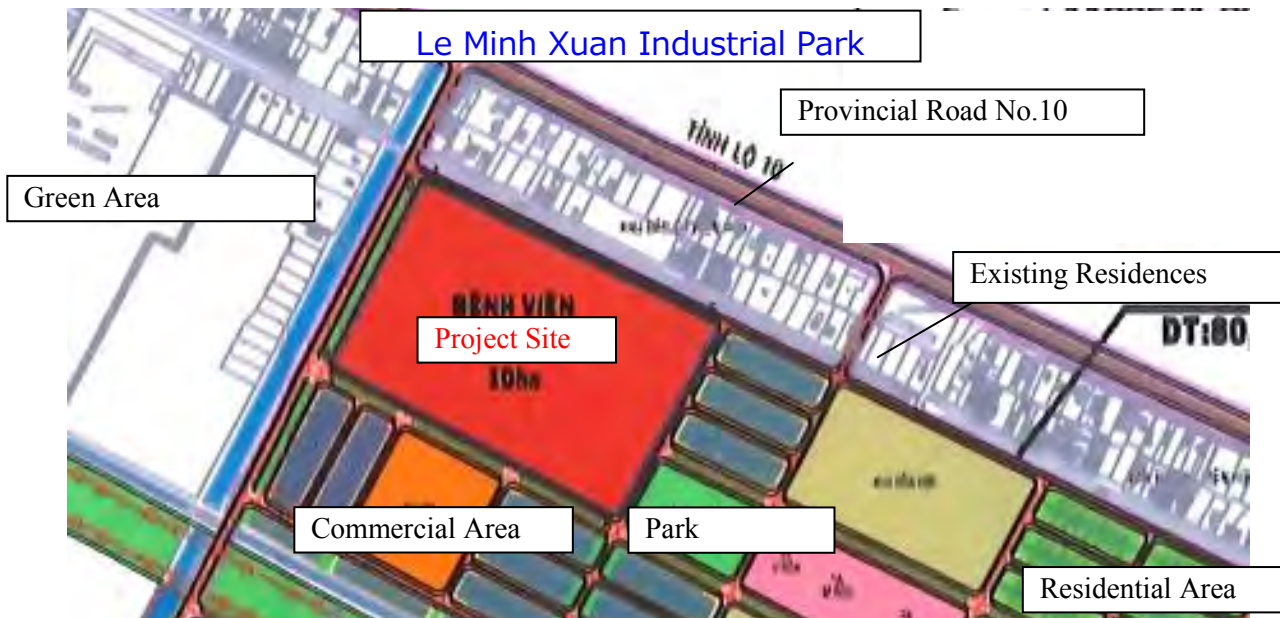 Le Minh Xuan Industrial Park
Provincial Road No.10
TỈNH LỘ 10
Green Area
Existing Residences
DT:80
BỆNH VIỆN
Project Site
10ha
Commercial Area
Park
Residential Area